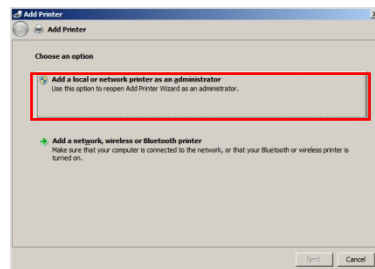 Add Printer
Add Printer
Choose an option
Add a local or network printer as an administrator
Use this option to reopen Add Printer Wizard as an administrator.
Add a network, wireless or Bluetooth printer
Make sure that your computer is connected to the network, or that your Bluetooth or wireless printer is
turned on.
Next Cancel